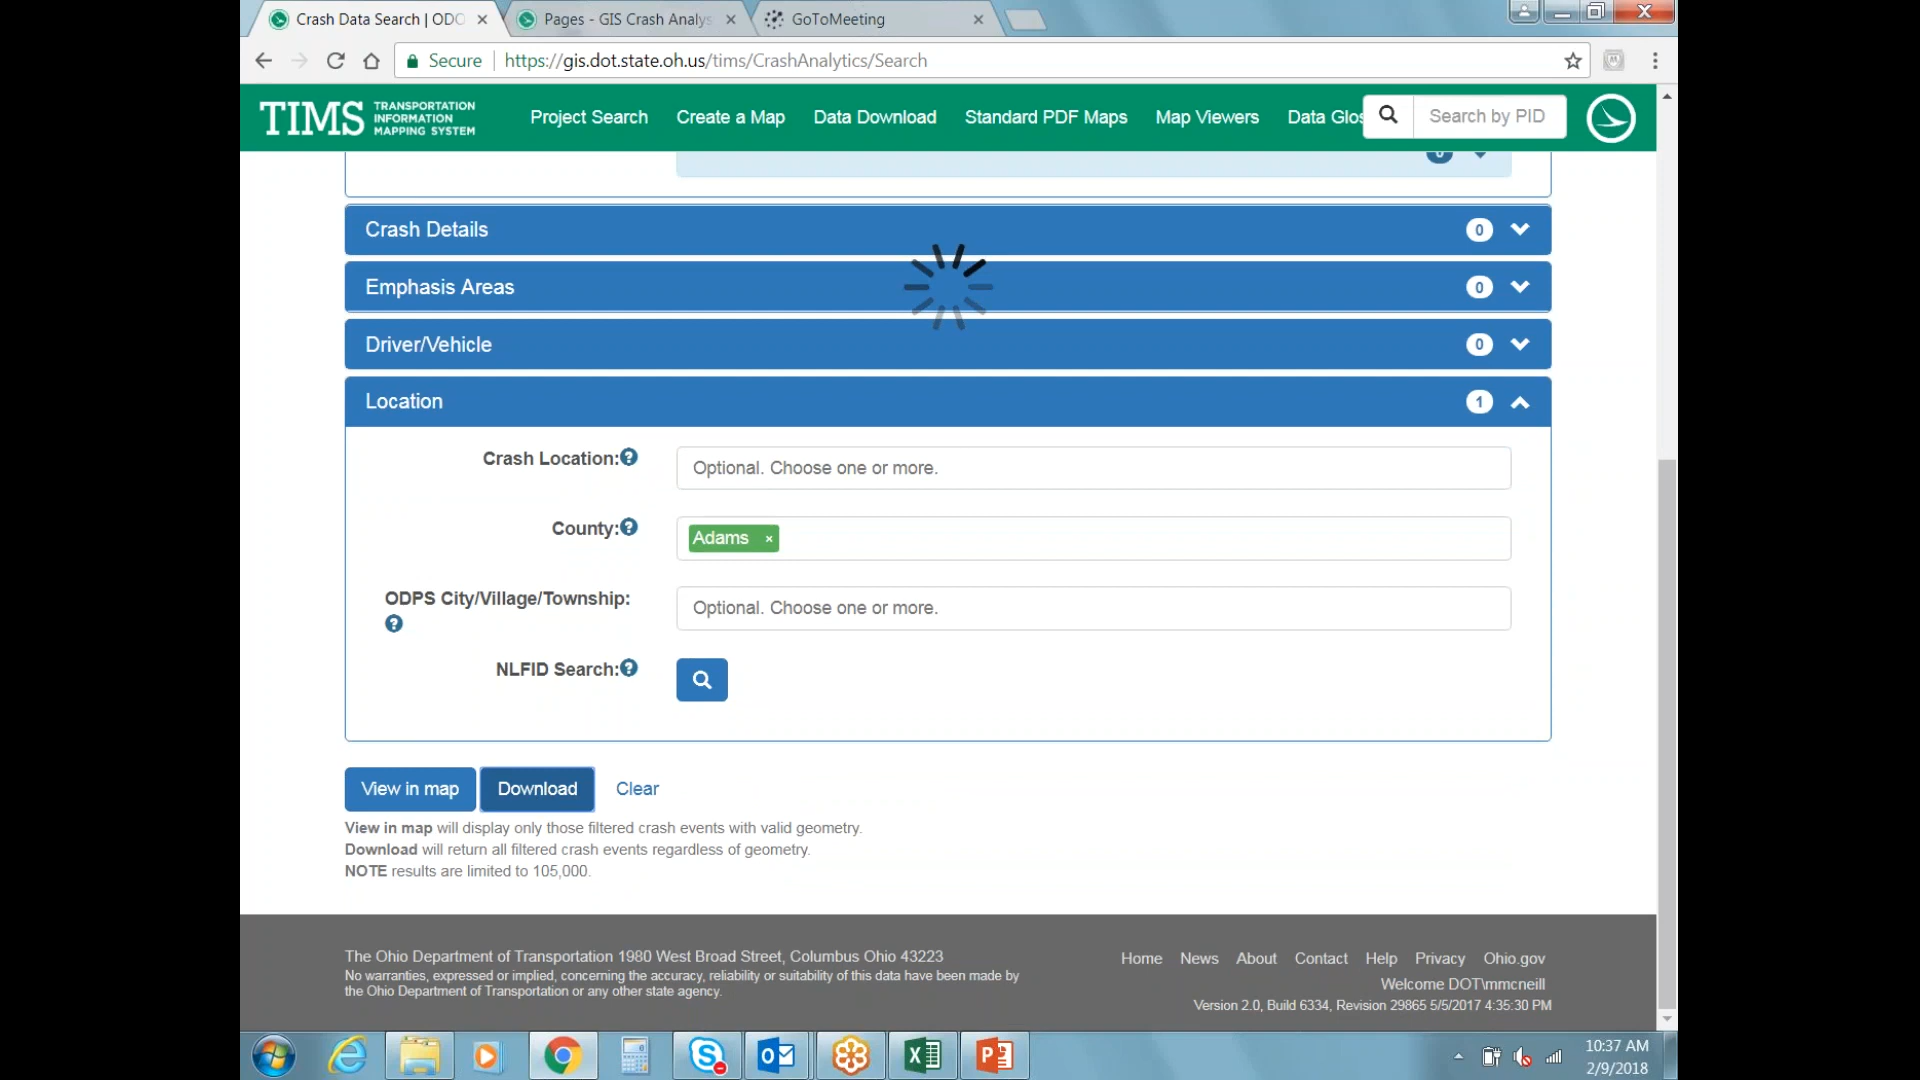 Crash Data Search | ODO
Pages - GIS Crash Analys
GoToMeeting
Secure
https://gis.dot.state.oh.us/tims/CrashAnalytics/Search
TIMS
TRANSPORTATION
INFORMATION
MAPPING SYSTEM
Project Search
Create a Map
Data Download
Standard PDF Maps
Map Viewers
Data Glos
Search by PID
Crash Details
0
Emphasis Areas
0
Driver/Vehicle
0
Location
1
Crash Location:
Optional. Choose one or more.
County:
Adams ×
ODPS City/Village/Township:
Optional. Choose one or more.
NLFID Search:
View in map
Download
Clear
View in map will display only those filtered crash events with valid geometry.
Download will return all filtered crash events regardless of geometry.
NOTE results are limited to 105,000.
The Ohio Department of Transportation 1980 West Broad Street, Columbus Ohio 43223
No warranties, expressed or implied, concerning the accuracy, reliability or suitability of this data have been made by
the Ohio Department of Transportation or any other state agency.
Home News About Contact Help Privacy Ohio.gov
Welcome DOT\mmcneill
Version 2.0, Build 6334, Revision 29865 5/5/2017 4:35:30 PM
10:37 AM
2/9/2018